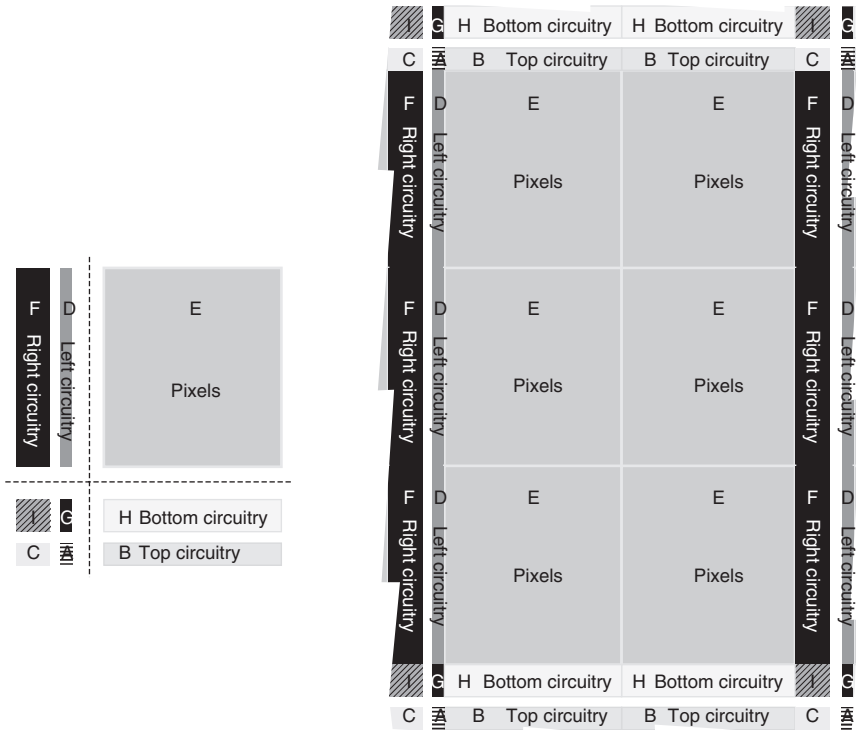 I G H Bottom circuitry H Bottom circuitry I G
C A B Top circuitry B Top circuitry C A
F D E E F D
Right circuitry Left circuitry Pixels Pixels Right circuitry Left circuitry
F D E
Right circuitry Left circuitry Pixels
F D E E F D
Right circuitry Left circuitry Pixels Pixels Right circuitry Left circuitry
F D E E F D
Right circuitry Left circuitry Pixels Pixels Right circuitry Left circuitry
I G H Bottom circuitry
C A B Top circuitry
I G H Bottom circuitry H Bottom circuitry I G
C A B Top circuitry B Top circuitry C A